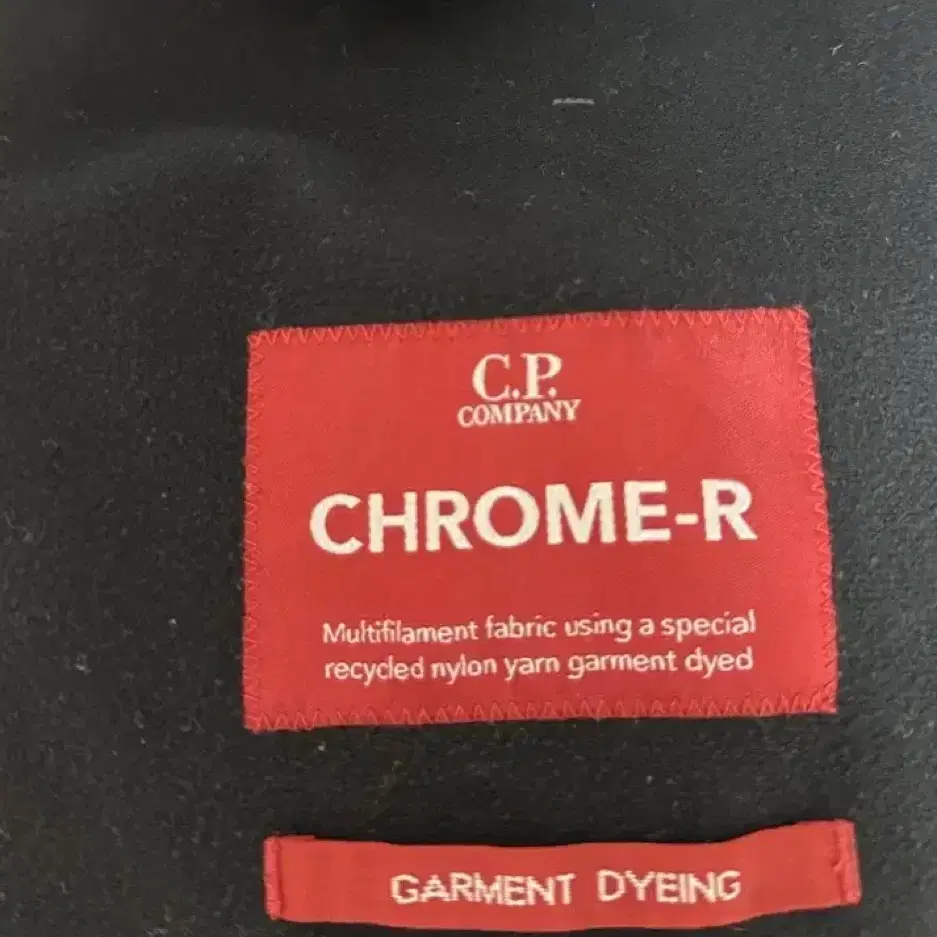 C.P.
COMPANY
CHROME-R
Multifilament fabric using a special
recycled nylon yarn garment dyed
GARMENT DYEING